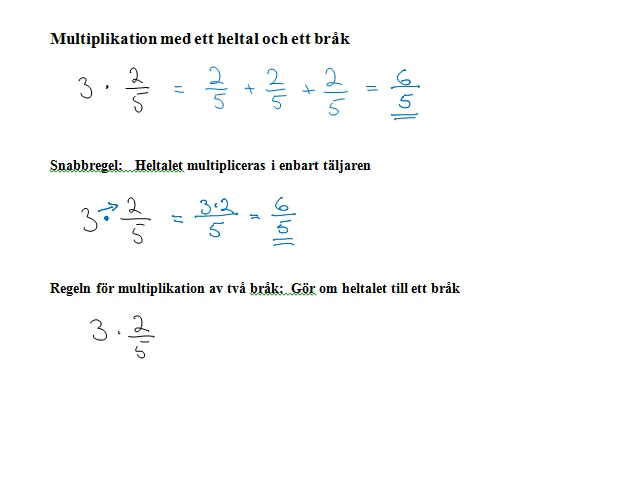 Multiplikation med ett heltal och ett bråk
3 · 2/5 = 2/5 + 2/5 + 2/5 = 6/5
Snabbregel: Heltalet multipliceras i enbart täljaren
3 · 2/5 = 3·2/5 = 6/5
Regeln för multiplikation av två bråk: Gör om heltalet till ett bråk
3 · 2/5